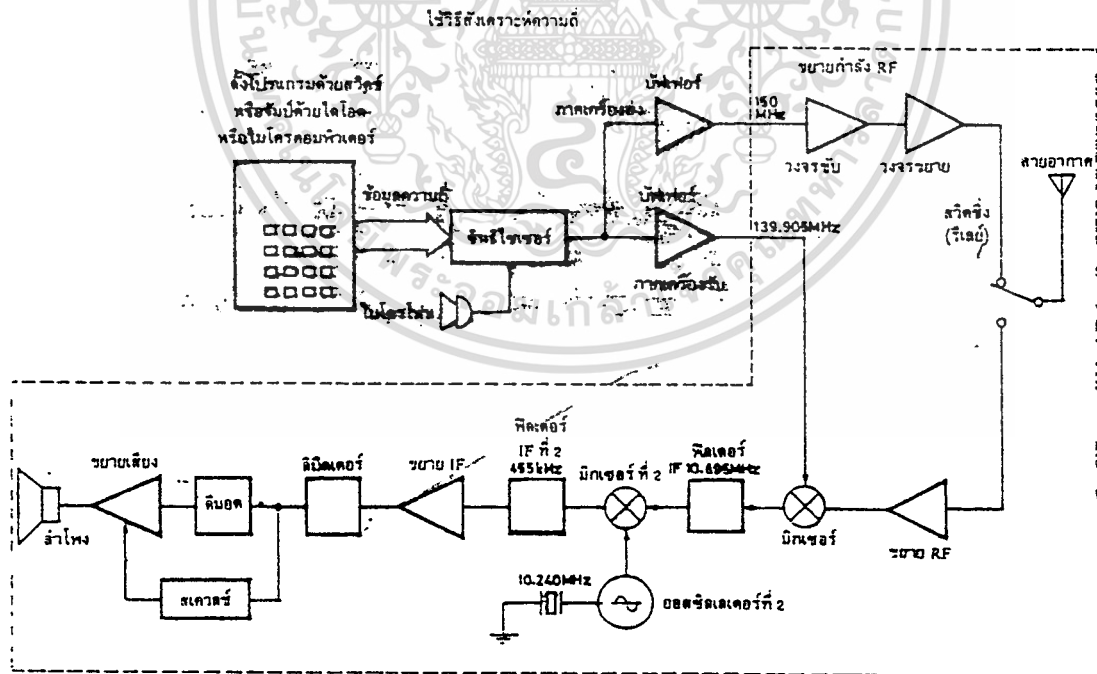 ใช้วิธีสังเคราะห์ความถี่
ตั้งโปรแกรมด้วยสวิตช์
หรือจัมป์ด้วยไดโอด
หรือไมโครคอมพิวเตอร์
ข้อมูลความถี่
ซินธิไซเซอร์
ไมโครโฟน
ภาคเครื่องส่ง
บัฟเฟอร์
150
MHz
ขยายกำลัง RF
วงจรขับ
วงจรขยาย
สายอากาศ
สวิตชิ่ง
(รีเลย์)
บัฟเฟอร์
139.905MHz
ภาคเครื่องรับ
ลำโพง
ขยายเสียง
ดีมอด
สเควลช์
ดีมิตเตอร์
ขยาย IF
ฟิลเตอร์
IF ที่ 2
455kHz
มิกเซอร์ ที่ 2
ฟิลเตอร์
IF 10.695MHz
มิกเซอร์
ขยาย RF
10.240MHz
ออสซิลเลเตอร์ที่ 2